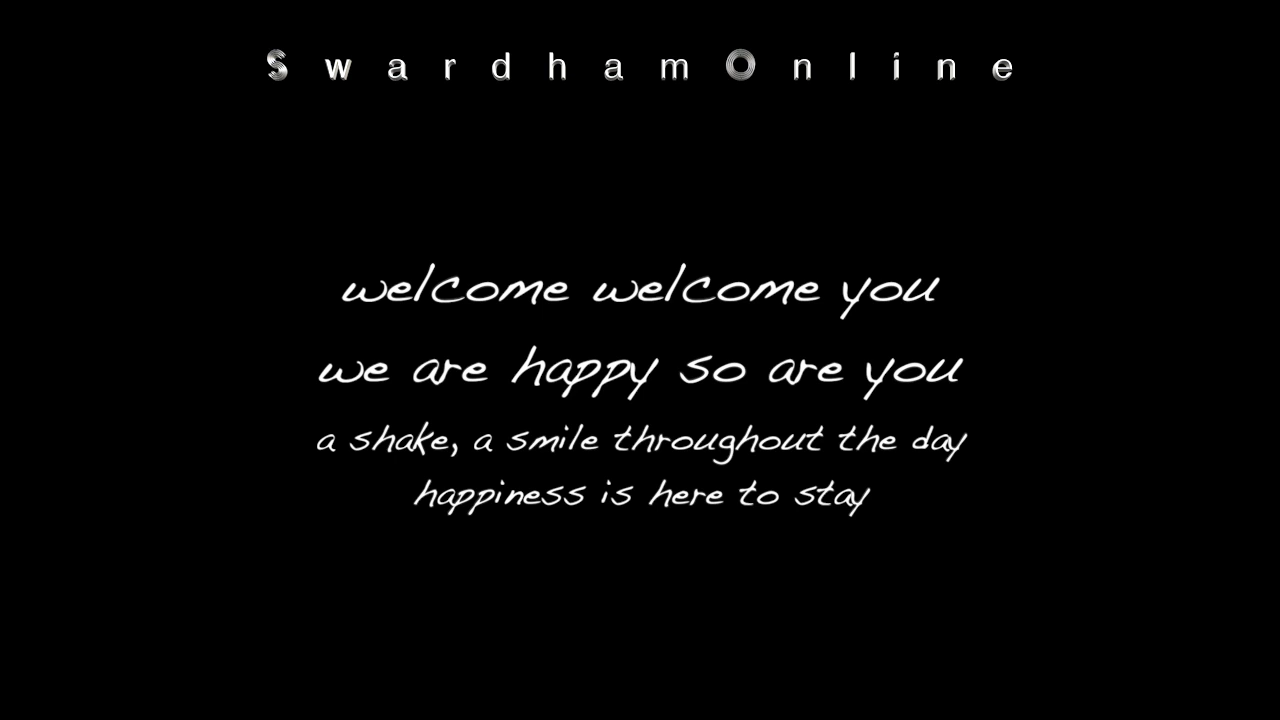 SwardhamOnline
welcome welcome you
we are happy so are you
a shake, a smile throughout the day
happiness is here to stay